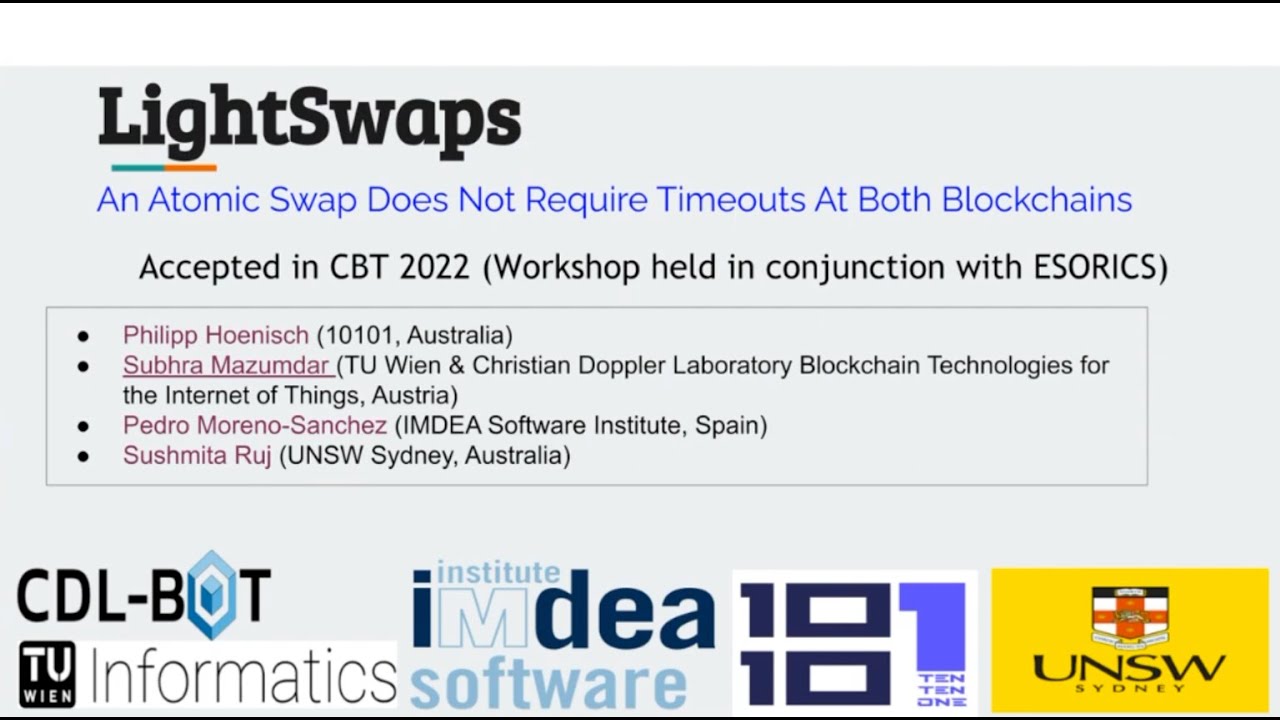 LightSwaps
An Atomic Swap Does Not Require Timeouts At Both Blockchains
Accepted in CBT 2022 (Workshop held in conjunction with ESORICS)
● Philipp Hoenisch (10101, Australia)
● Subhra Mazumdar (TU Wien & Christian Doppler Laboratory Blockchain Technologies for
the Internet of Things, Austria)
● Pedro Moreno-Sanchez (IMDEA Software Institute, Spain)
● Sushmita Ruj (UNSW Sydney, Australia)
CDL-BOT
TU
WIEN
Informatics
institute
imdea
software
10
10
1
TEN
TEN
ONE
UNSW
SYDNEY